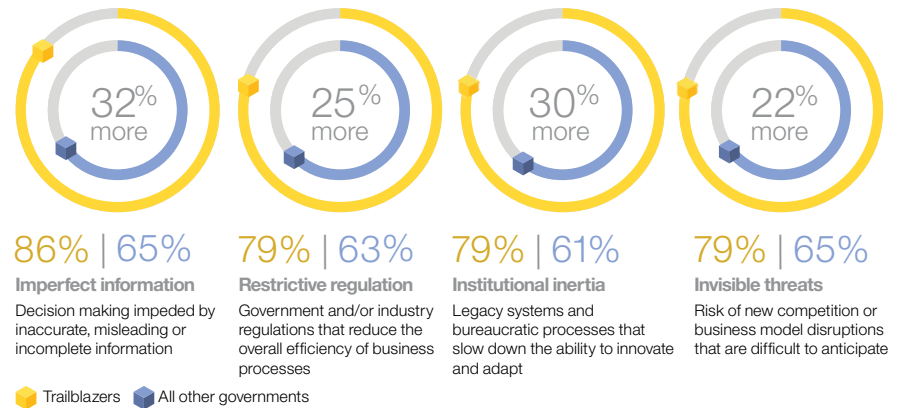 32%
more
25%
more
30%
more
22%
more
86% | 65%
Imperfect information
Decision making impeded by
inaccurate, misleading or
incomplete information
79% | 63%
Restrictive regulation
Government and/or industry
regulations that reduce the
overall efficiency of business
processes
79% | 61%
Institutional inertia
Legacy systems and
bureaucratic processes that
slow down the ability to innovate
and adapt
79% | 65%
Invisible threats
Risk of new competition or
business model disruptions
that are difficult to anticipate
Trailblazers All other governments